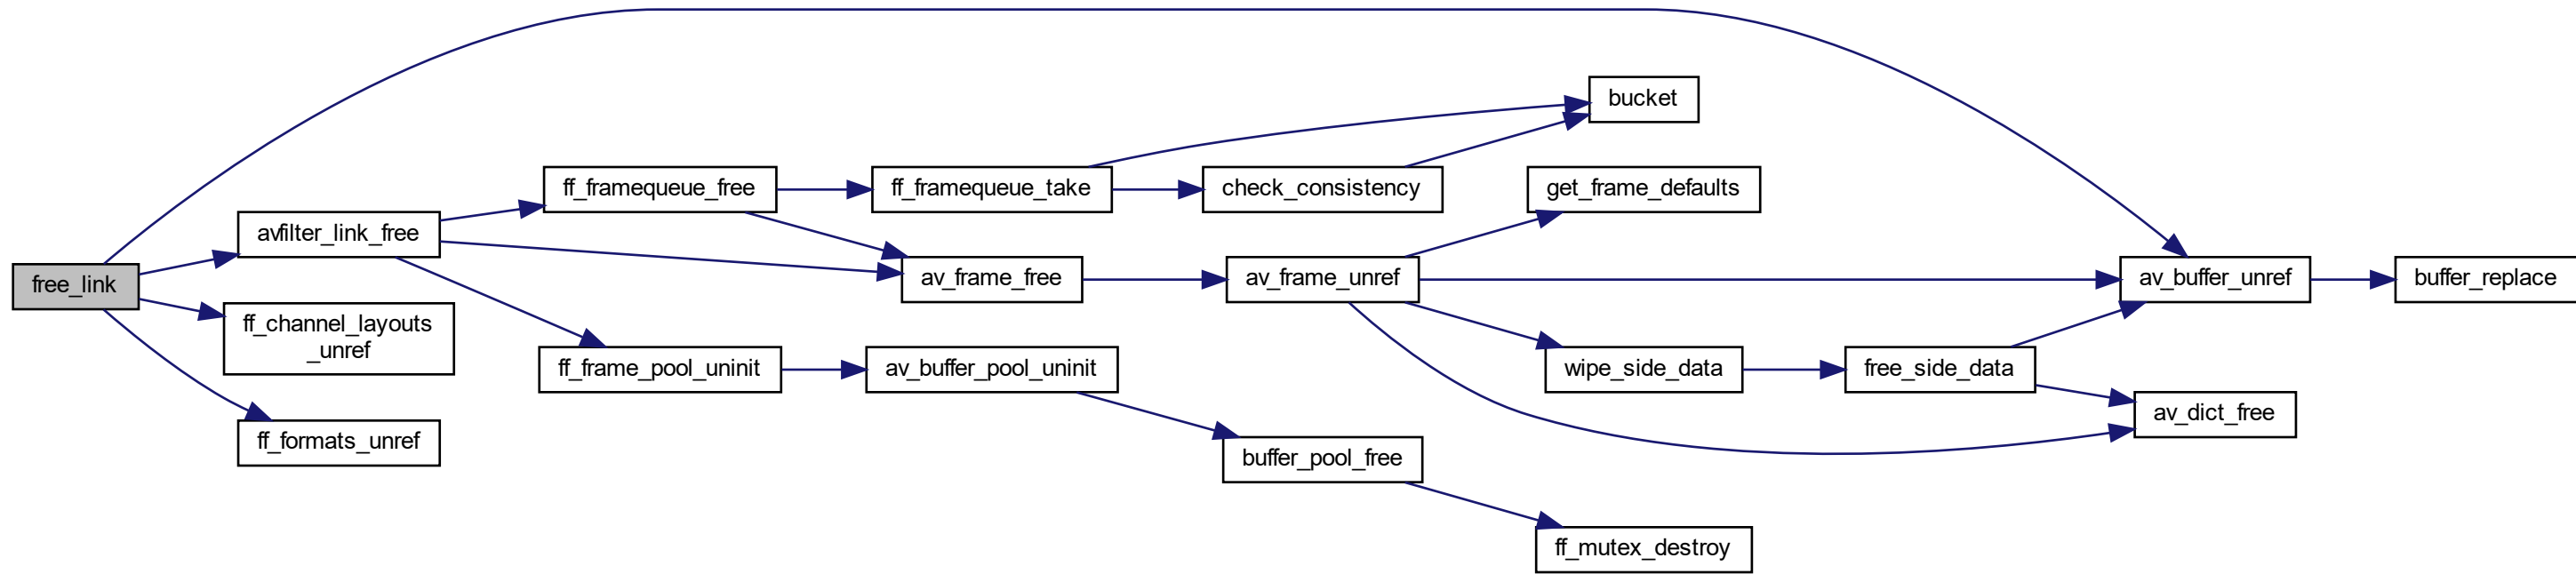 free_link
avfilter_link_free
ff_channel_layouts
_unref
ff_formats_unref
ff_framequeue_free
ff_frame_pool_uninit
ff_framequeue_take
av_frame_free
av_buffer_pool_uninit
check_consistency
av_frame_unref
buffer_pool_free
bucket
get_frame_defaults
wipe_side_data
ff_mutex_destroy
free_side_data
av_buffer_unref
av_dict_free
buffer_replace